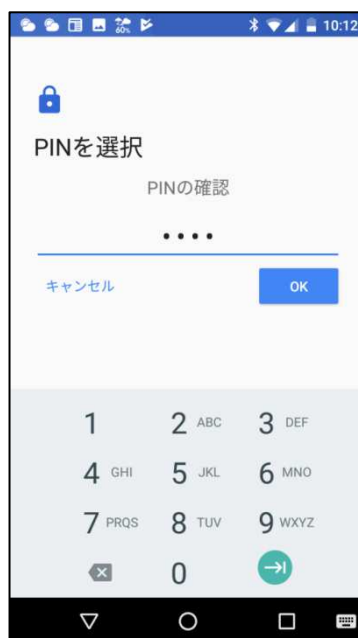 60%
10:12
PINを選択
PINの確認
••••
キャンセル
OK
1
2 ABC
3 DEF
4 GHI
5 JKL
6 MNO
7 PRQS
8 TUV
9 WXYZ
0